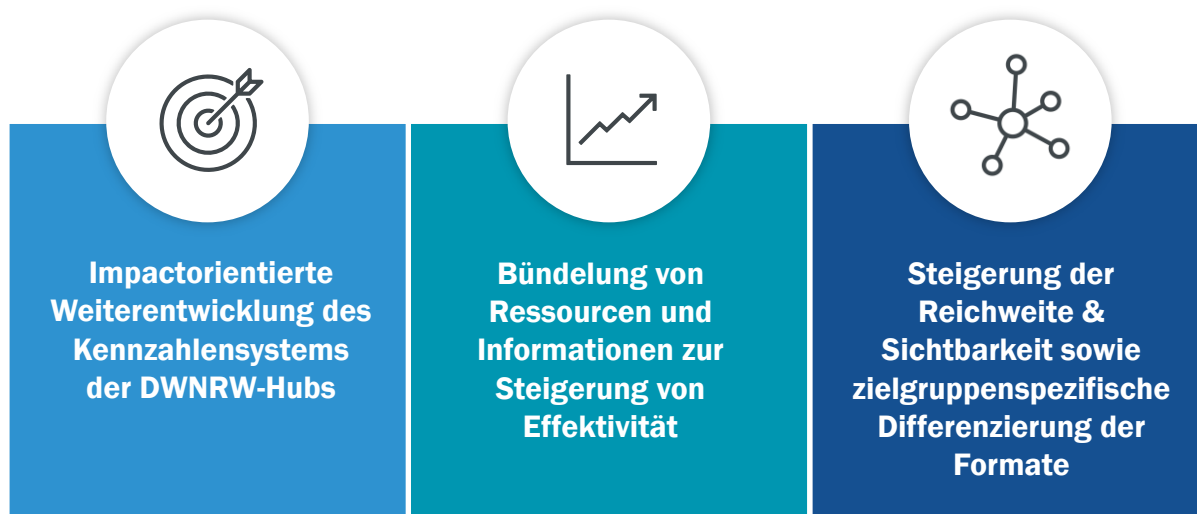 Impactorientierte
Weiterentwicklung des
Kennzahlensystems
der DWNRW-Hubs
Bündelung von
Ressourcen und
Informationen zur
Steigerung von
Effektivität
Steigerung der
Reichweite &
Sichtbarkeit sowie
zielgruppenspezifische
Differenzierung der
Formate